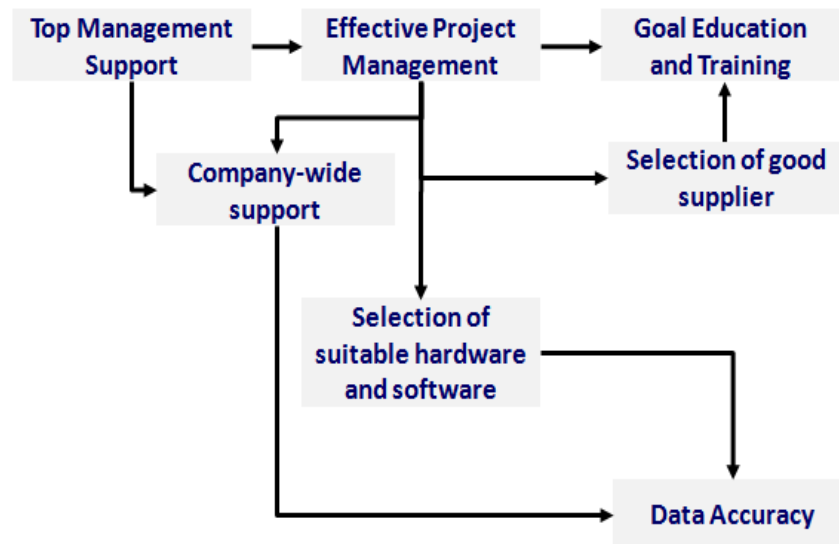 Top Management
Support
Effective Project
Management
Goal Education
and Training
Company-wide
support
Selection of good
supplier
Selection of
suitable hardware
and software
Data Accuracy